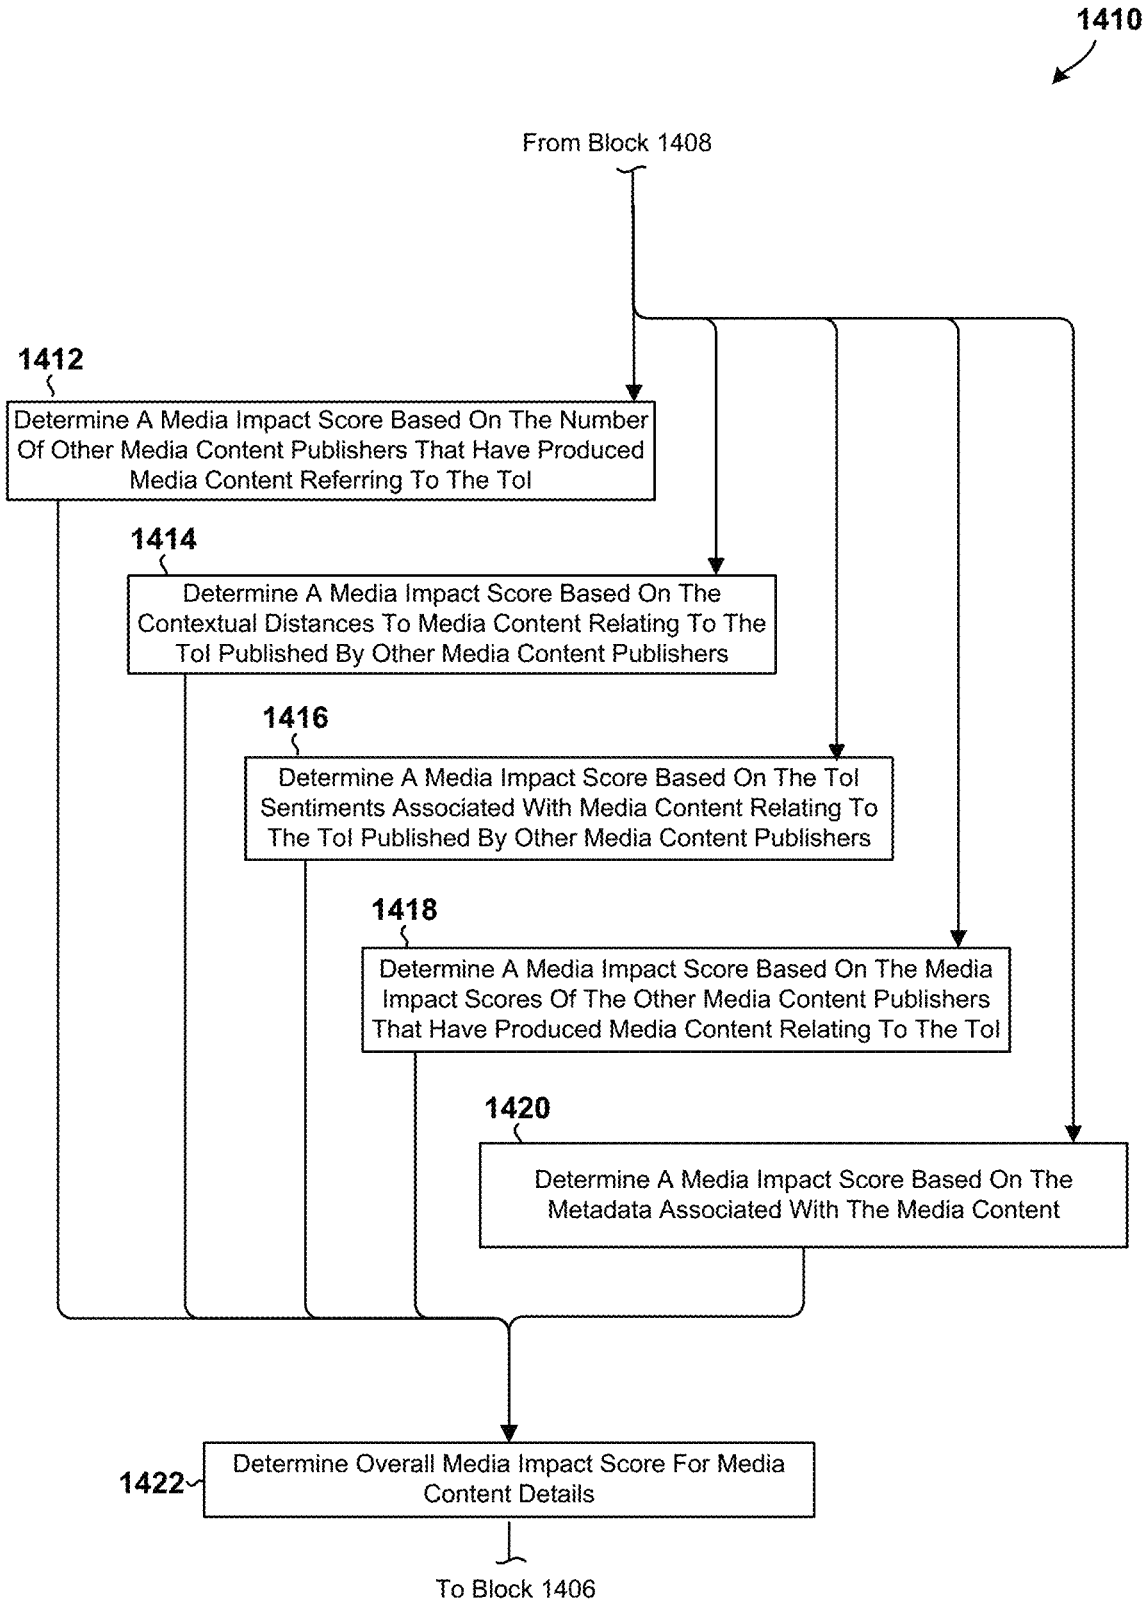 1410
From Block 1408
1412
Determine A Media Impact Score Based On The Number
Of Other Media Content Publishers That Have Produced
Media Content Referring To The ToI
1414
Determine A Media Impact Score Based On The
Contextual Distances To Media Content Relating To The
ToI Published By Other Media Content Publishers
1416
Determine A Media Impact Score Based On The ToI
Sentiments Associated With Media Content Relating To
The ToI Published By Other Media Content Publishers
1418
Determine A Media Impact Score Based On The Media
Impact Scores Of The Other Media Content Publishers
That Have Produced Media Content Relating To The ToI
1420
Determine A Media Impact Score Based On The
Metadata Associated With The Media Content
1422
Determine Overall Media Impact Score For Media
Content Details
To Block 1406